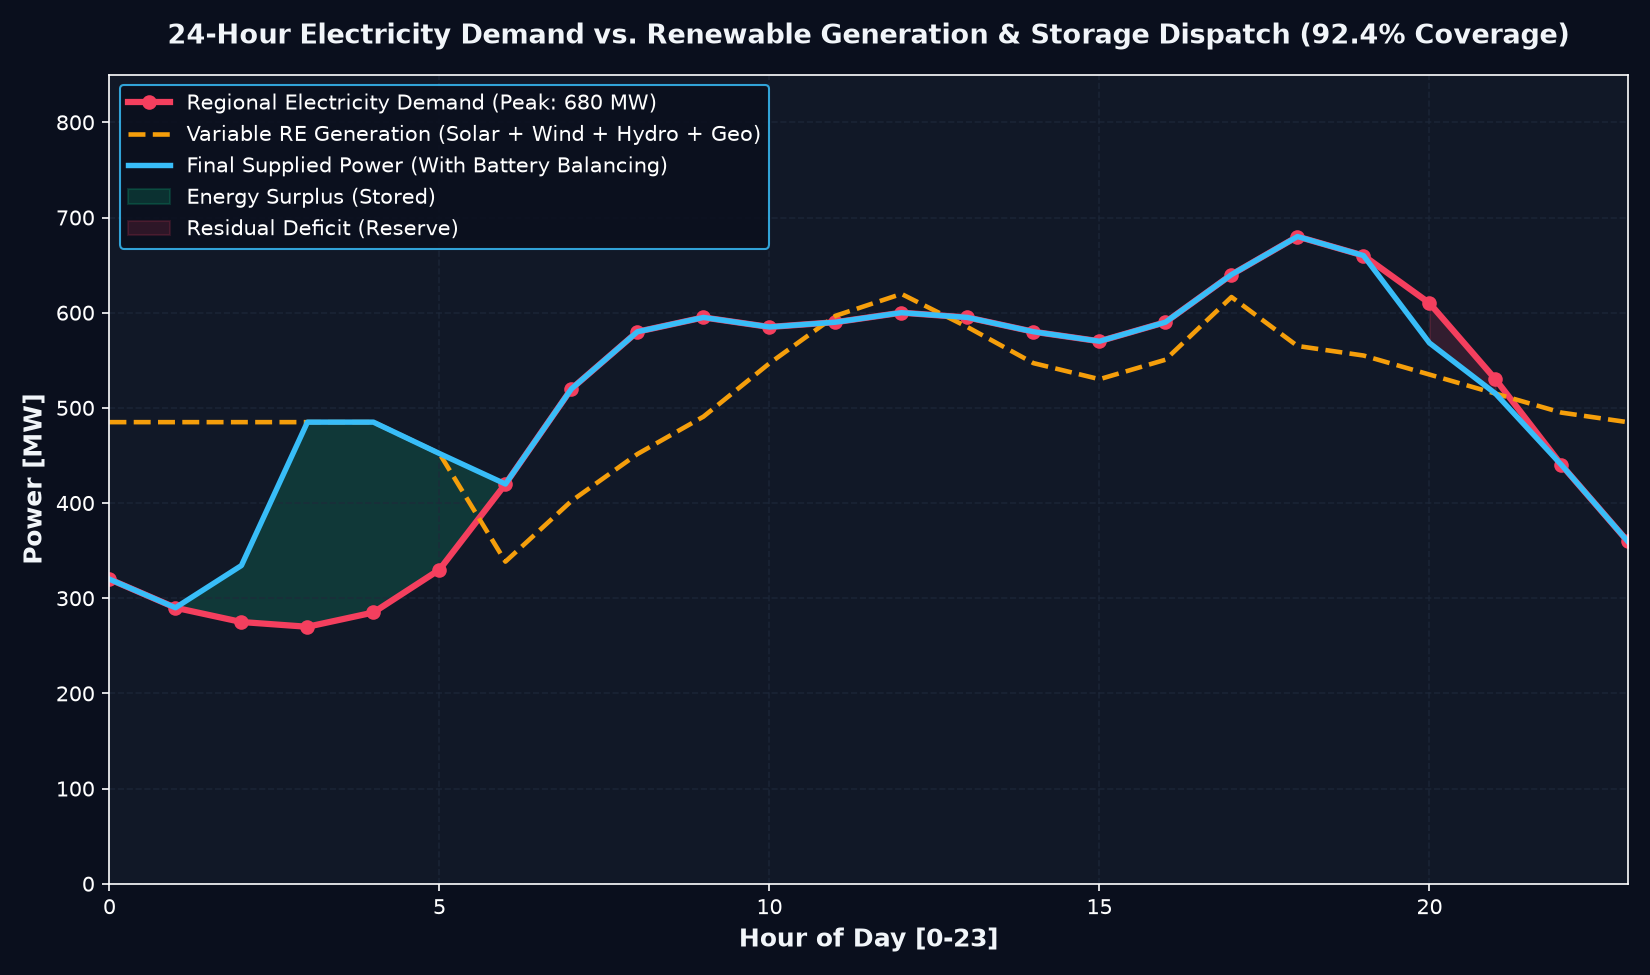 24-Hour Electricity Demand vs. Renewable Generation & Storage Dispatch (92.4% Coverage)
Regional Electricity Demand (Peak: 680 MW)
Variable RE Generation (Solar + Wind + Hydro + Geo)
Final Supplied Power (With Battery Balancing)
Energy Surplus (Stored)
Residual Deficit (Reserve)
Power [MW]
800
700
600
500
400
300
200
100
0
0 5 10 15 20
Hour of Day [0-23]